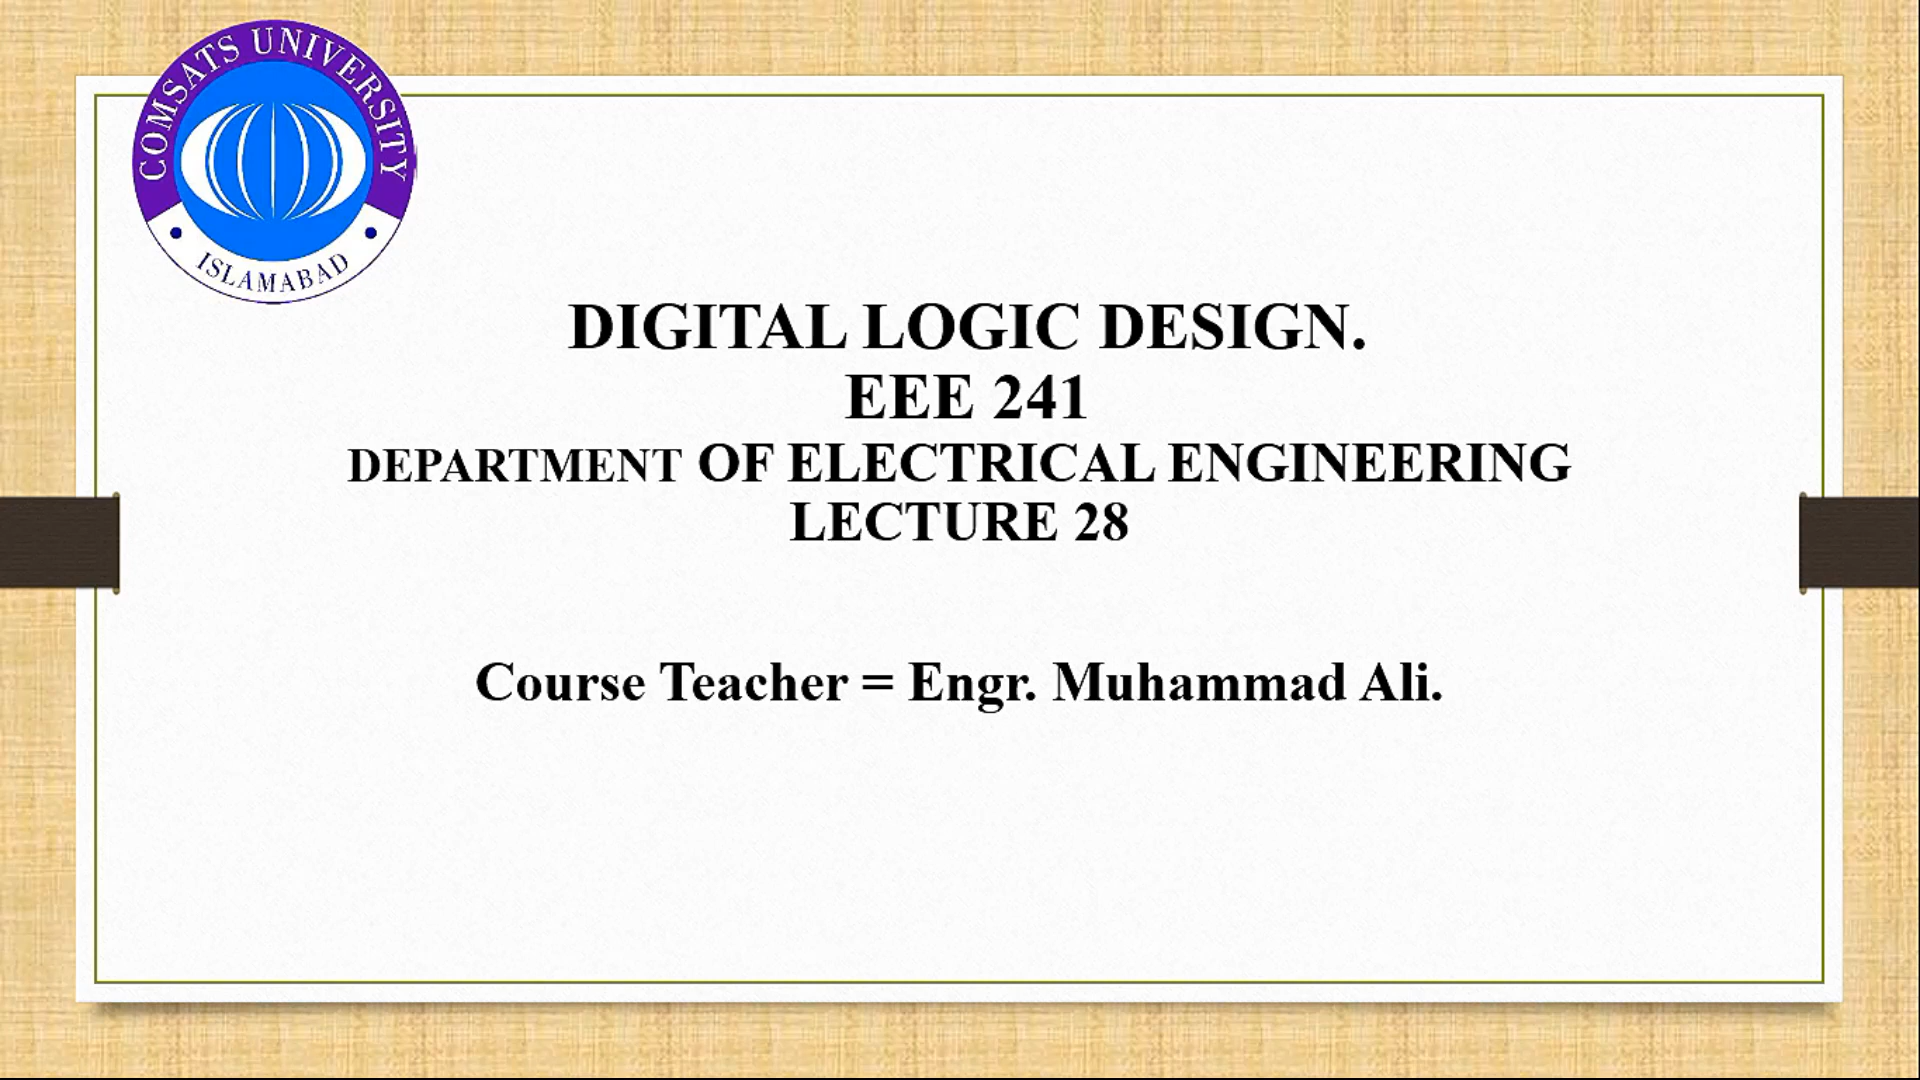 COMSATS UNIVERSITY
ISLAMABAD
DIGITAL LOGIC DESIGN.
EEE 241
DEPARTMENT OF ELECTRICAL ENGINEERING
LECTURE 28
Course Teacher = Engr. Muhammad Ali.